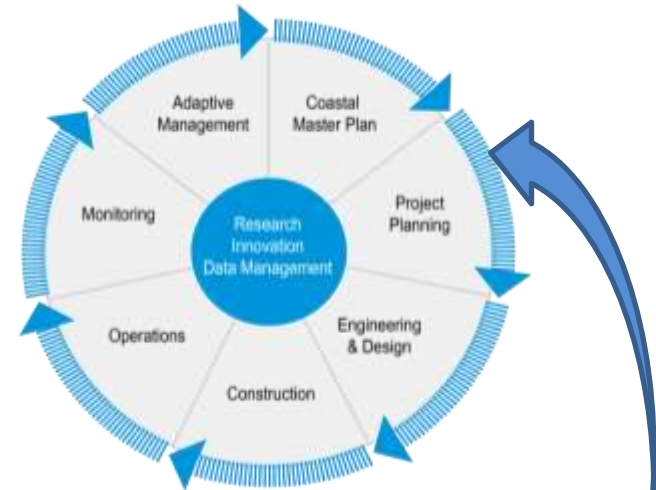 Adaptive
Management
Coastal
Master Plan
Project
Planning
Engineering
& Design
Construction
Operations
Monitoring
Research
Innovation
Data Management